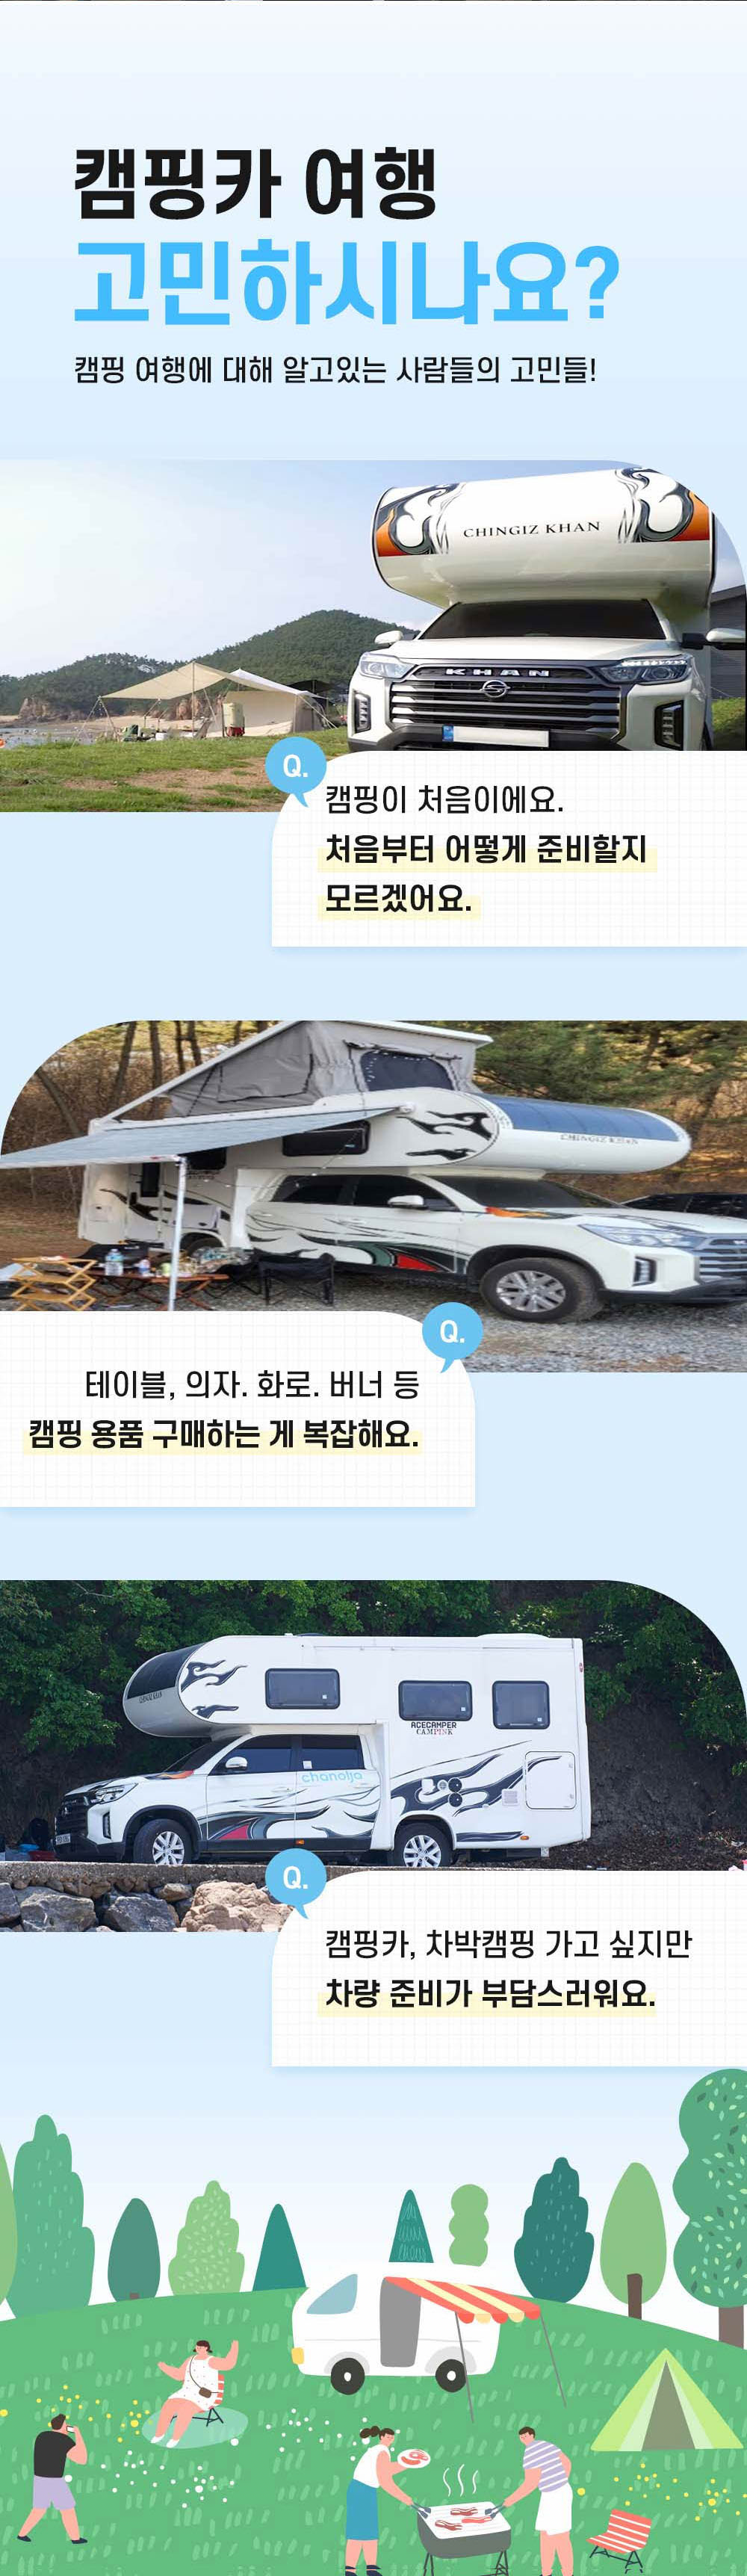 캠핑카 여행
고민하시나요?
캠핑 여행에 대해 알고있는 사람들의 고민들!
CHINGIZ KHAN
KHAN
Q.
캠핑이 처음이에요.
처음부터 어떻게 준비할지
모르겠어요.
CHINGIZ KHAN
Q.
테이블, 의자. 화로. 버너 등
캠핑 용품 구매하는 게 복잡해요.
CHINGIZ KHAN
ACECAMPER
CAMPINK
chanolja
Q.
캠핑카, 차박캠핑 가고 싶지만
차량 준비가 부담스러워요.